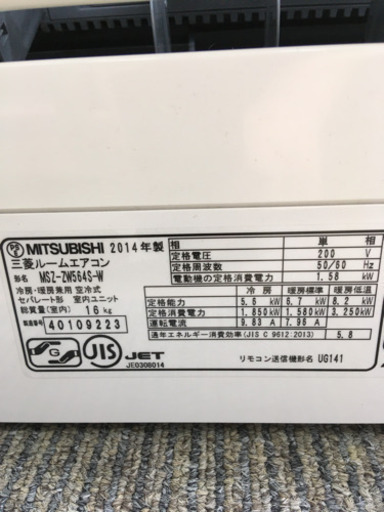 MITSUBISHI 2014年製
三菱ルームエアコン
形名 MSZ-ZW564S-W
冷房・暖房兼用 空冷式
セパレート形 室内ユニット
総質量(室内) 16kg
製造番号 40109223
G JIS JET
JE0308014
相 単相
定格電圧 200 V
定格周波数 50/60 Hz
電動機の定格消費電力 1.58 kW
冷房 暖房標準 暖房低温
定格能力 5.6 kW 6.7 kW 8.2 kW
定格消費電力 1.850 kW 1.580 kW 3.250 kW
運転電流 9.83 A 7.96 A
通年エネルギー消費効率(JIS C 9612:2013) 5.8
リモコン送信機形名 UG141